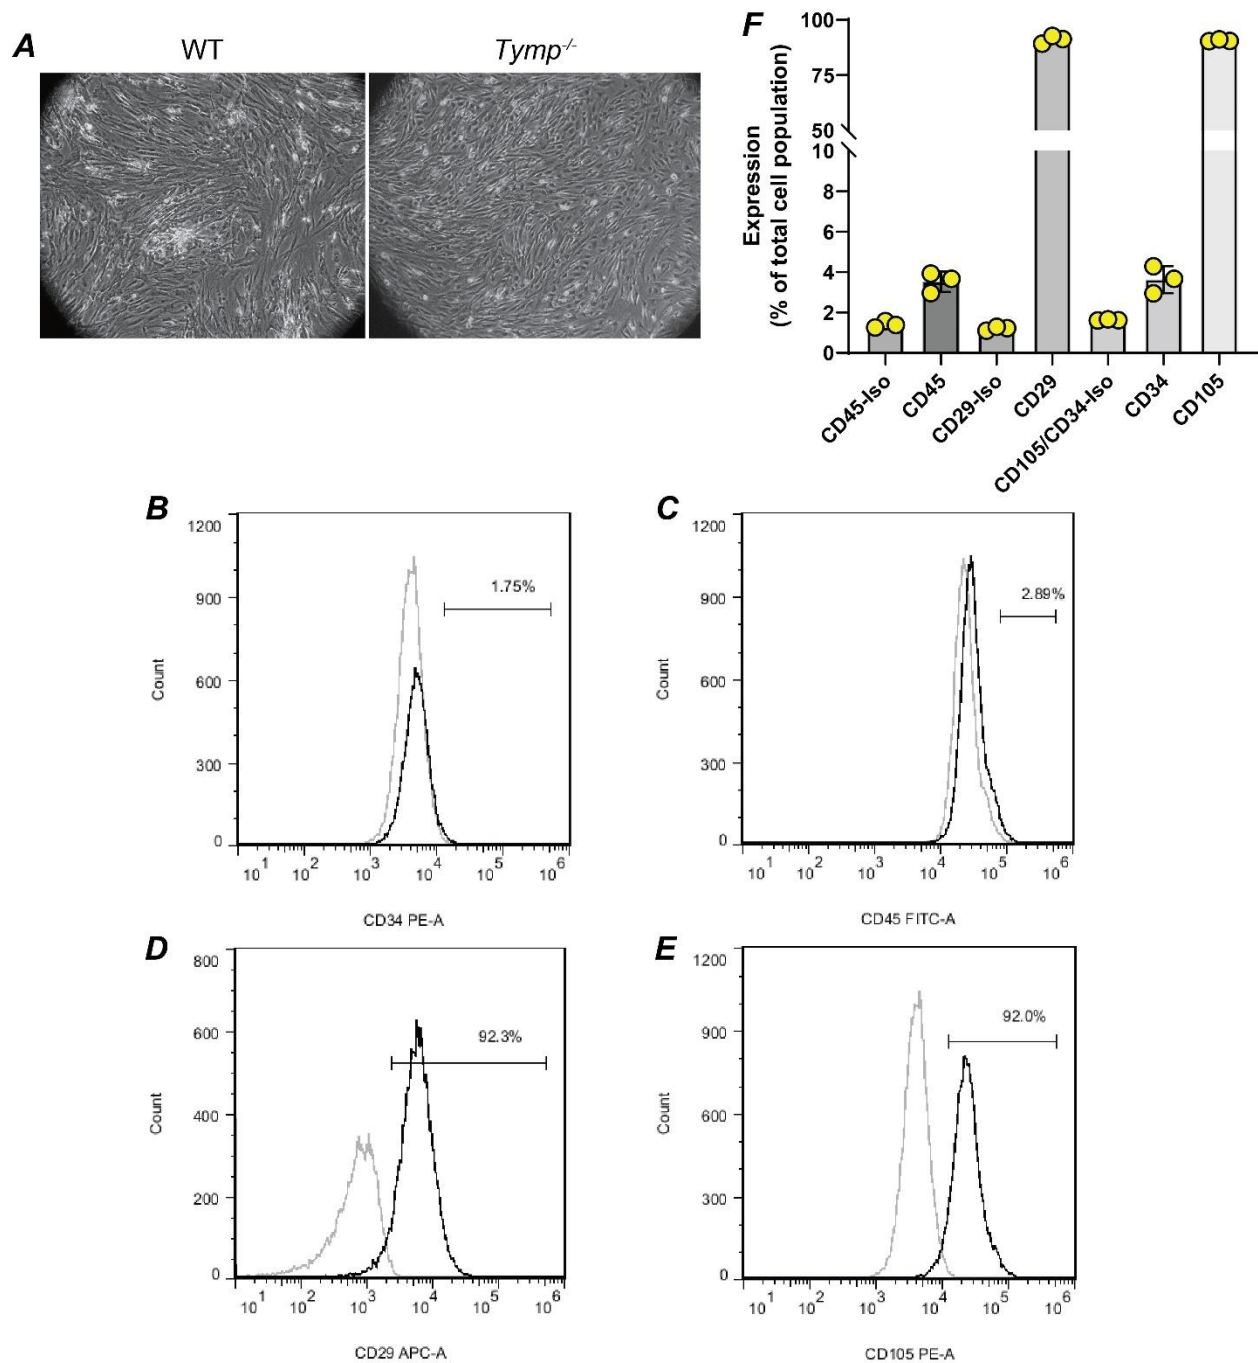 A
WT
Tymp-/-
F
Expression
(% of total cell population)
100
75
50
10
8
6
4
2
0
CD45-Iso
CD45
CD29-Iso
CD29
CD105/CD34-Iso
CD34
CD105
B
1200
900
600
300
0
Count
1.75%
10^1 10^2 10^3 10^4 10^5 10^6
CD34 PE-A
C
1200
900
600
300
0
Count
2.89%
10^1 10^2 10^3 10^4 10^5 10^6
CD45 FITC-A
D
800
600
400
200
0
Count
92.3%
10^1 10^2 10^3 10^4 10^5 10^6
CD29 APC-A
E
1200
900
600
300
0
Count
92.0%
10^1 10^2 10^3 10^4 10^5 10^6
CD105 PE-A